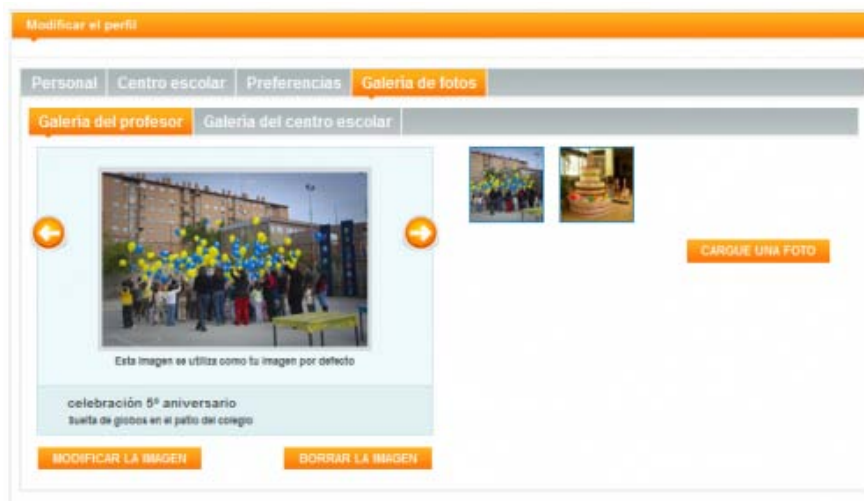 Modificar el perfil
Personal Centro escolar Preferencias Galería de fotos
Galería del profesor Galería del centro escolar
CARGUE UNA FOTO
Esta imagen se utiliza como tu imagen por defecto
celebración 5º aniversario
Suelta de globos en el patio del colegio
MODIFICAR LA IMAGEN BORRAR LA IMAGEN